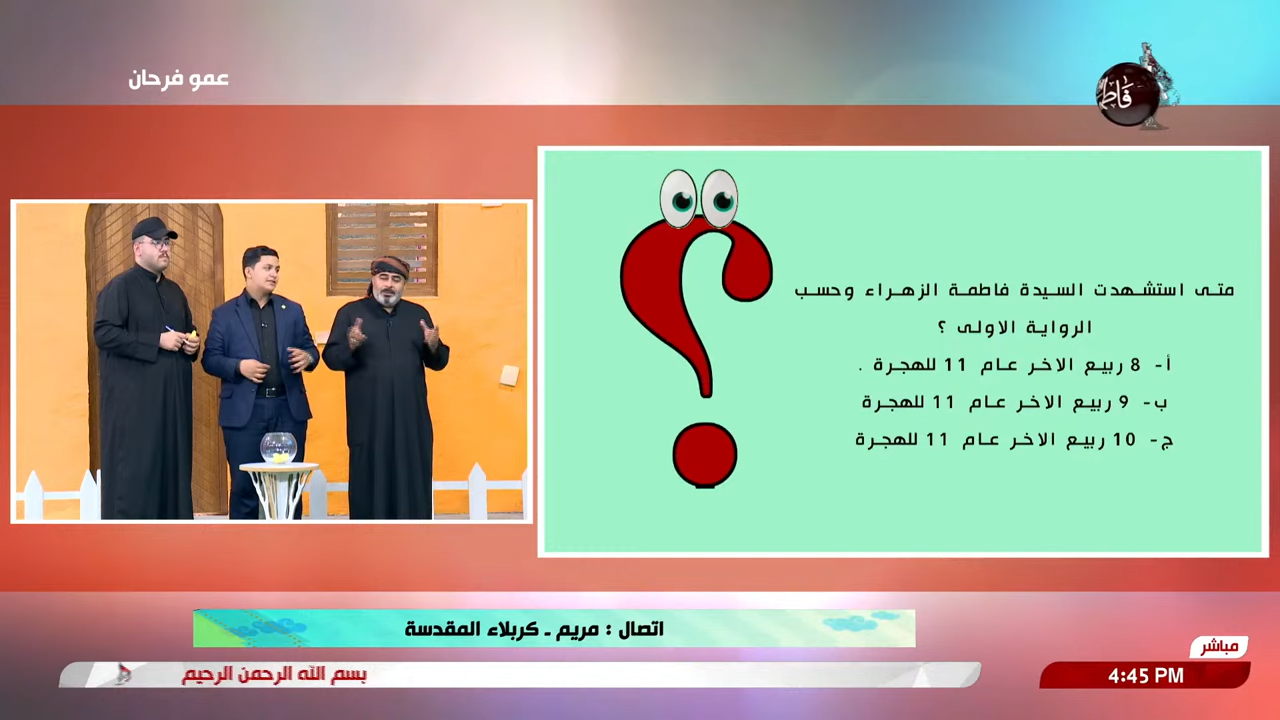 عمو فرحان
فاط
متى استشهدت السيدة فاطمة الزهراء وحسب
الرواية الاولى ؟
أ- 8 ربيع الاخر عام 11 للهجرة .
ب- 9 ربيع الاخر عام 11 للهجرة
ج- 10 ربيع الاخر عام 11 للهجرة
اتصال : مريم - كربلاء المقدسة
مباشر
بسم الله الرحمن الرحيم
4:45 PM